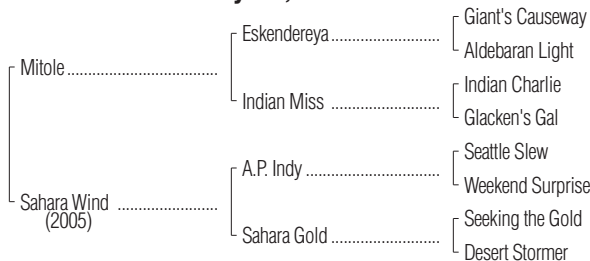 Giant's Causeway
Eskendereya
Aldebaran Light
Mitole
Indian Charlie
Indian Miss
Glacken's Gal
Seattle Slew
A.P. Indy
Weekend Surprise
Sahara Wind
(2005)
Seeking the Gold
Sahara Gold
Desert Stormer